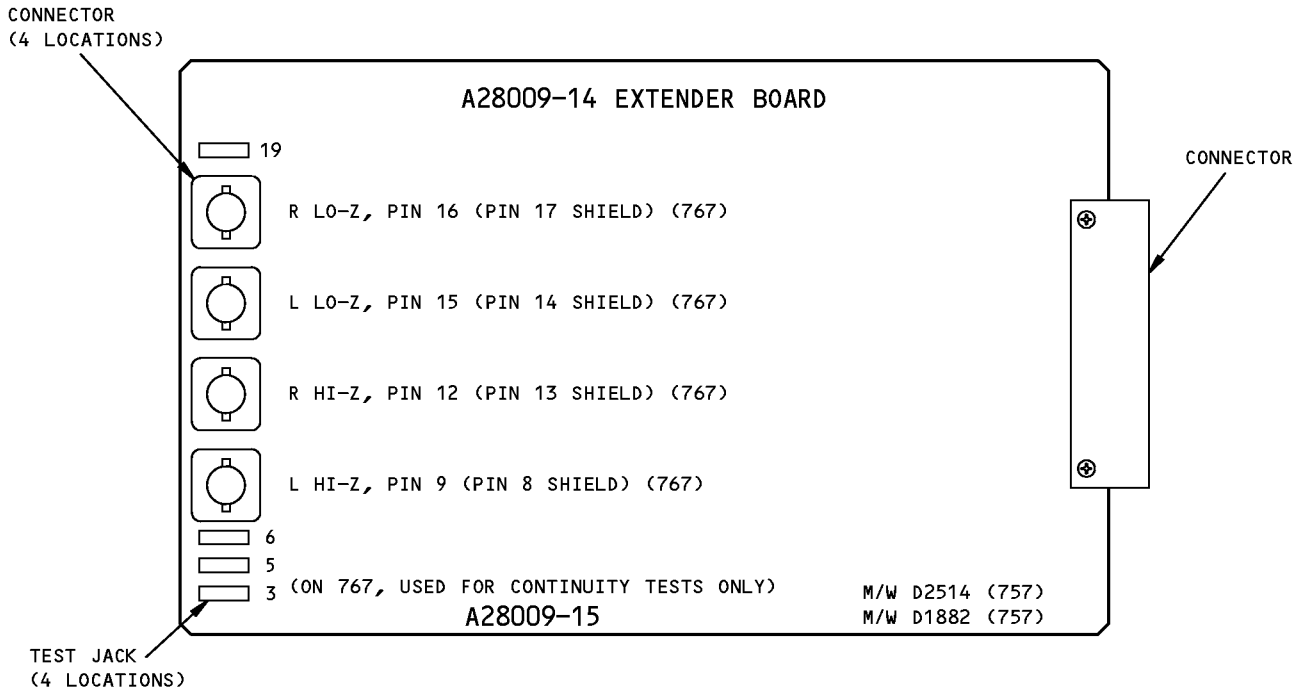 CONNECTOR
(4 LOCATIONS)
A28009-14 EXTENDER BOARD
19
CONNECTOR
R LO-Z, PIN 16 (PIN 17 SHIELD) (767)
L LO-Z, PIN 15 (PIN 14 SHIELD) (767)
R HI-Z, PIN 12 (PIN 13 SHIELD) (767)
L HI-Z, PIN 9 (PIN 8 SHIELD) (767)
6
5
3 (ON 767, USED FOR CONTINUITY TESTS ONLY)
M/W D2514 (757)
A28009-15
M/W D1882 (757)
TEST JACK
(4 LOCATIONS)